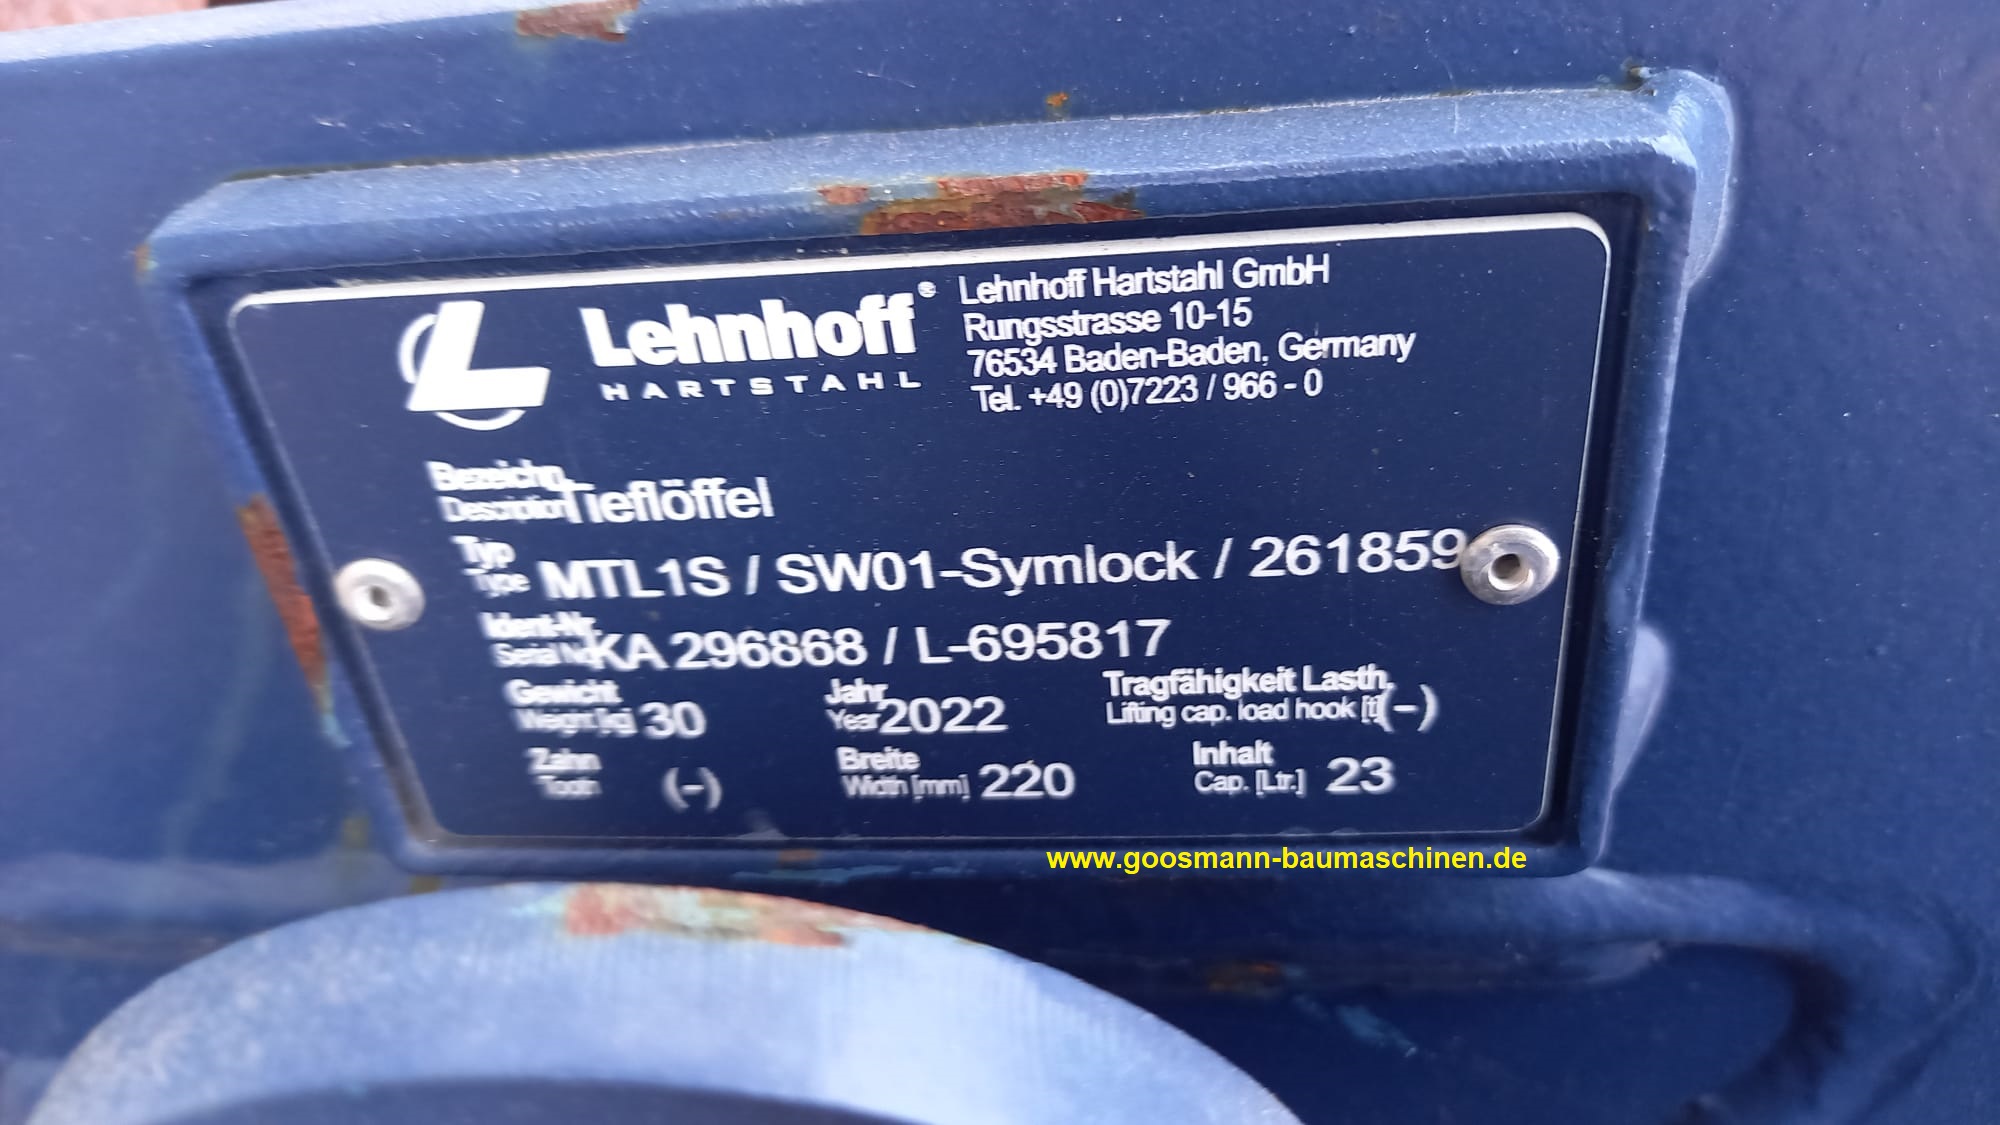 Lehnhoff®
HARTSTAHL
Lehnhoff Hartstahl GmbH
Rungsstrasse 10-15
76534 Baden-Baden, Germany
Tel. +49 (0)7223 / 966 - 0
Bezeichn.
Description Tieflöffel
Typ
Type MTL1S / SW01-Symlock / 261859
Ident-Nr.
Serial No KA 296868 / L-695817
Gewicht
Weight [kg] 30
Jahr
Year 2022
Tragfähigkeit Lasth.
Lifting cap. load hook [t] (-)
Zahn
Tooth (-)
Breite
Width [mm] 220
Inhalt
Cap. [Ltr.] 23
www.goosmann-baumaschinen.de